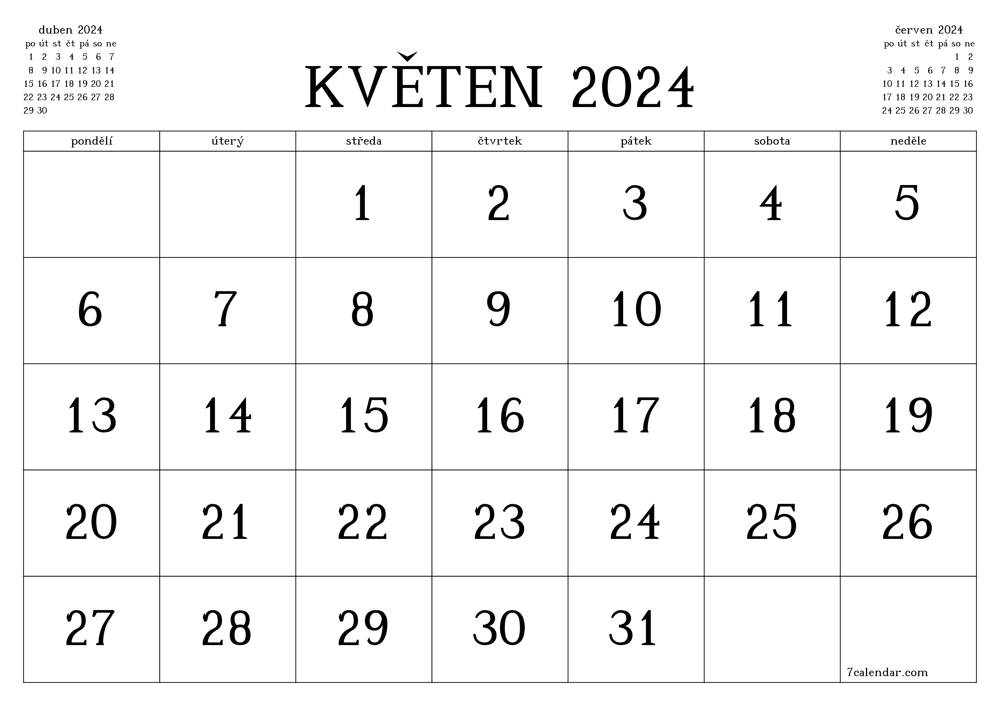 duben 2024
po út st čt pá so ne
1 2 3 4 5 6 7
8 9 10 11 12 13 14
15 16 17 18 19 20 21
22 23 24 25 26 27 28
29 30
KVĚTEN 2024
červen 2024
po út st čt pá so ne
1 2
3 4 5 6 7 8 9
10 11 12 13 14 15 16
17 18 19 20 21 22 23
24 25 26 27 28 29 30
pondělí úterý středa čtvrtek pátek sobota neděle
1 2 3 4 5
6 7 8 9 10 11 12
13 14 15 16 17 18 19
20 21 22 23 24 25 26
27 28 29 30 31
7calendar.com